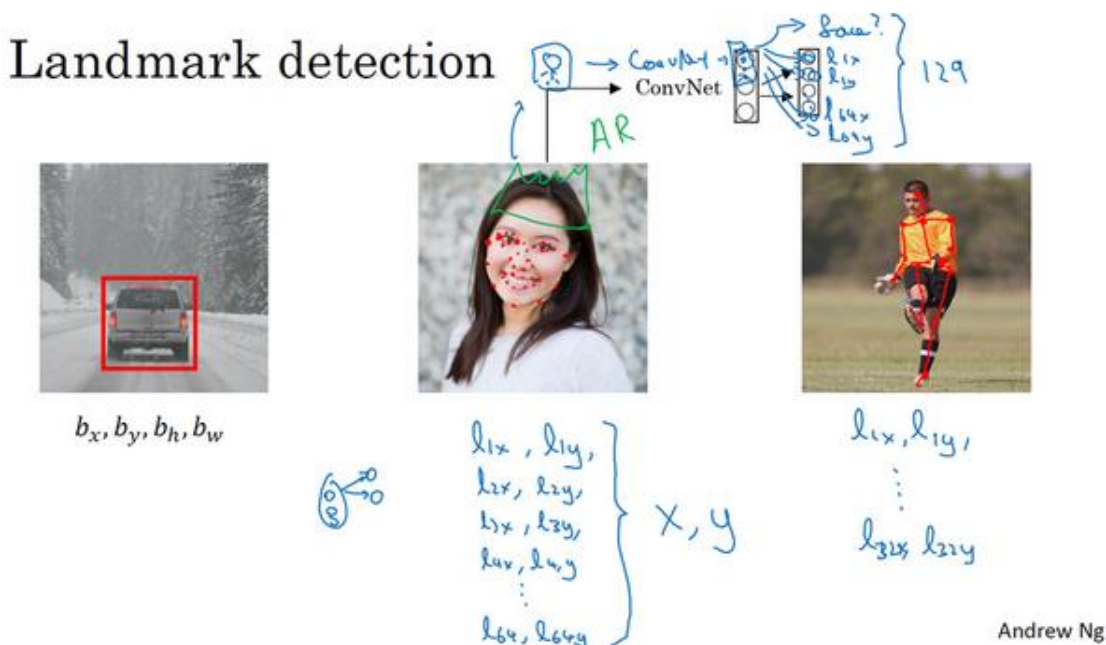 Landmark detection
→ ConvNet →
ConvNet
face?
l1x
l1y
l64x
l64y
129
AR
bx, by, bh, bw
l1x, l1y,
l2x, l2y,
l3x, l3y,
l4x, l4y
⋮
l64, l64y
x, y
l1x, l1y,
⋮
l32x, l32y
Andrew Ng